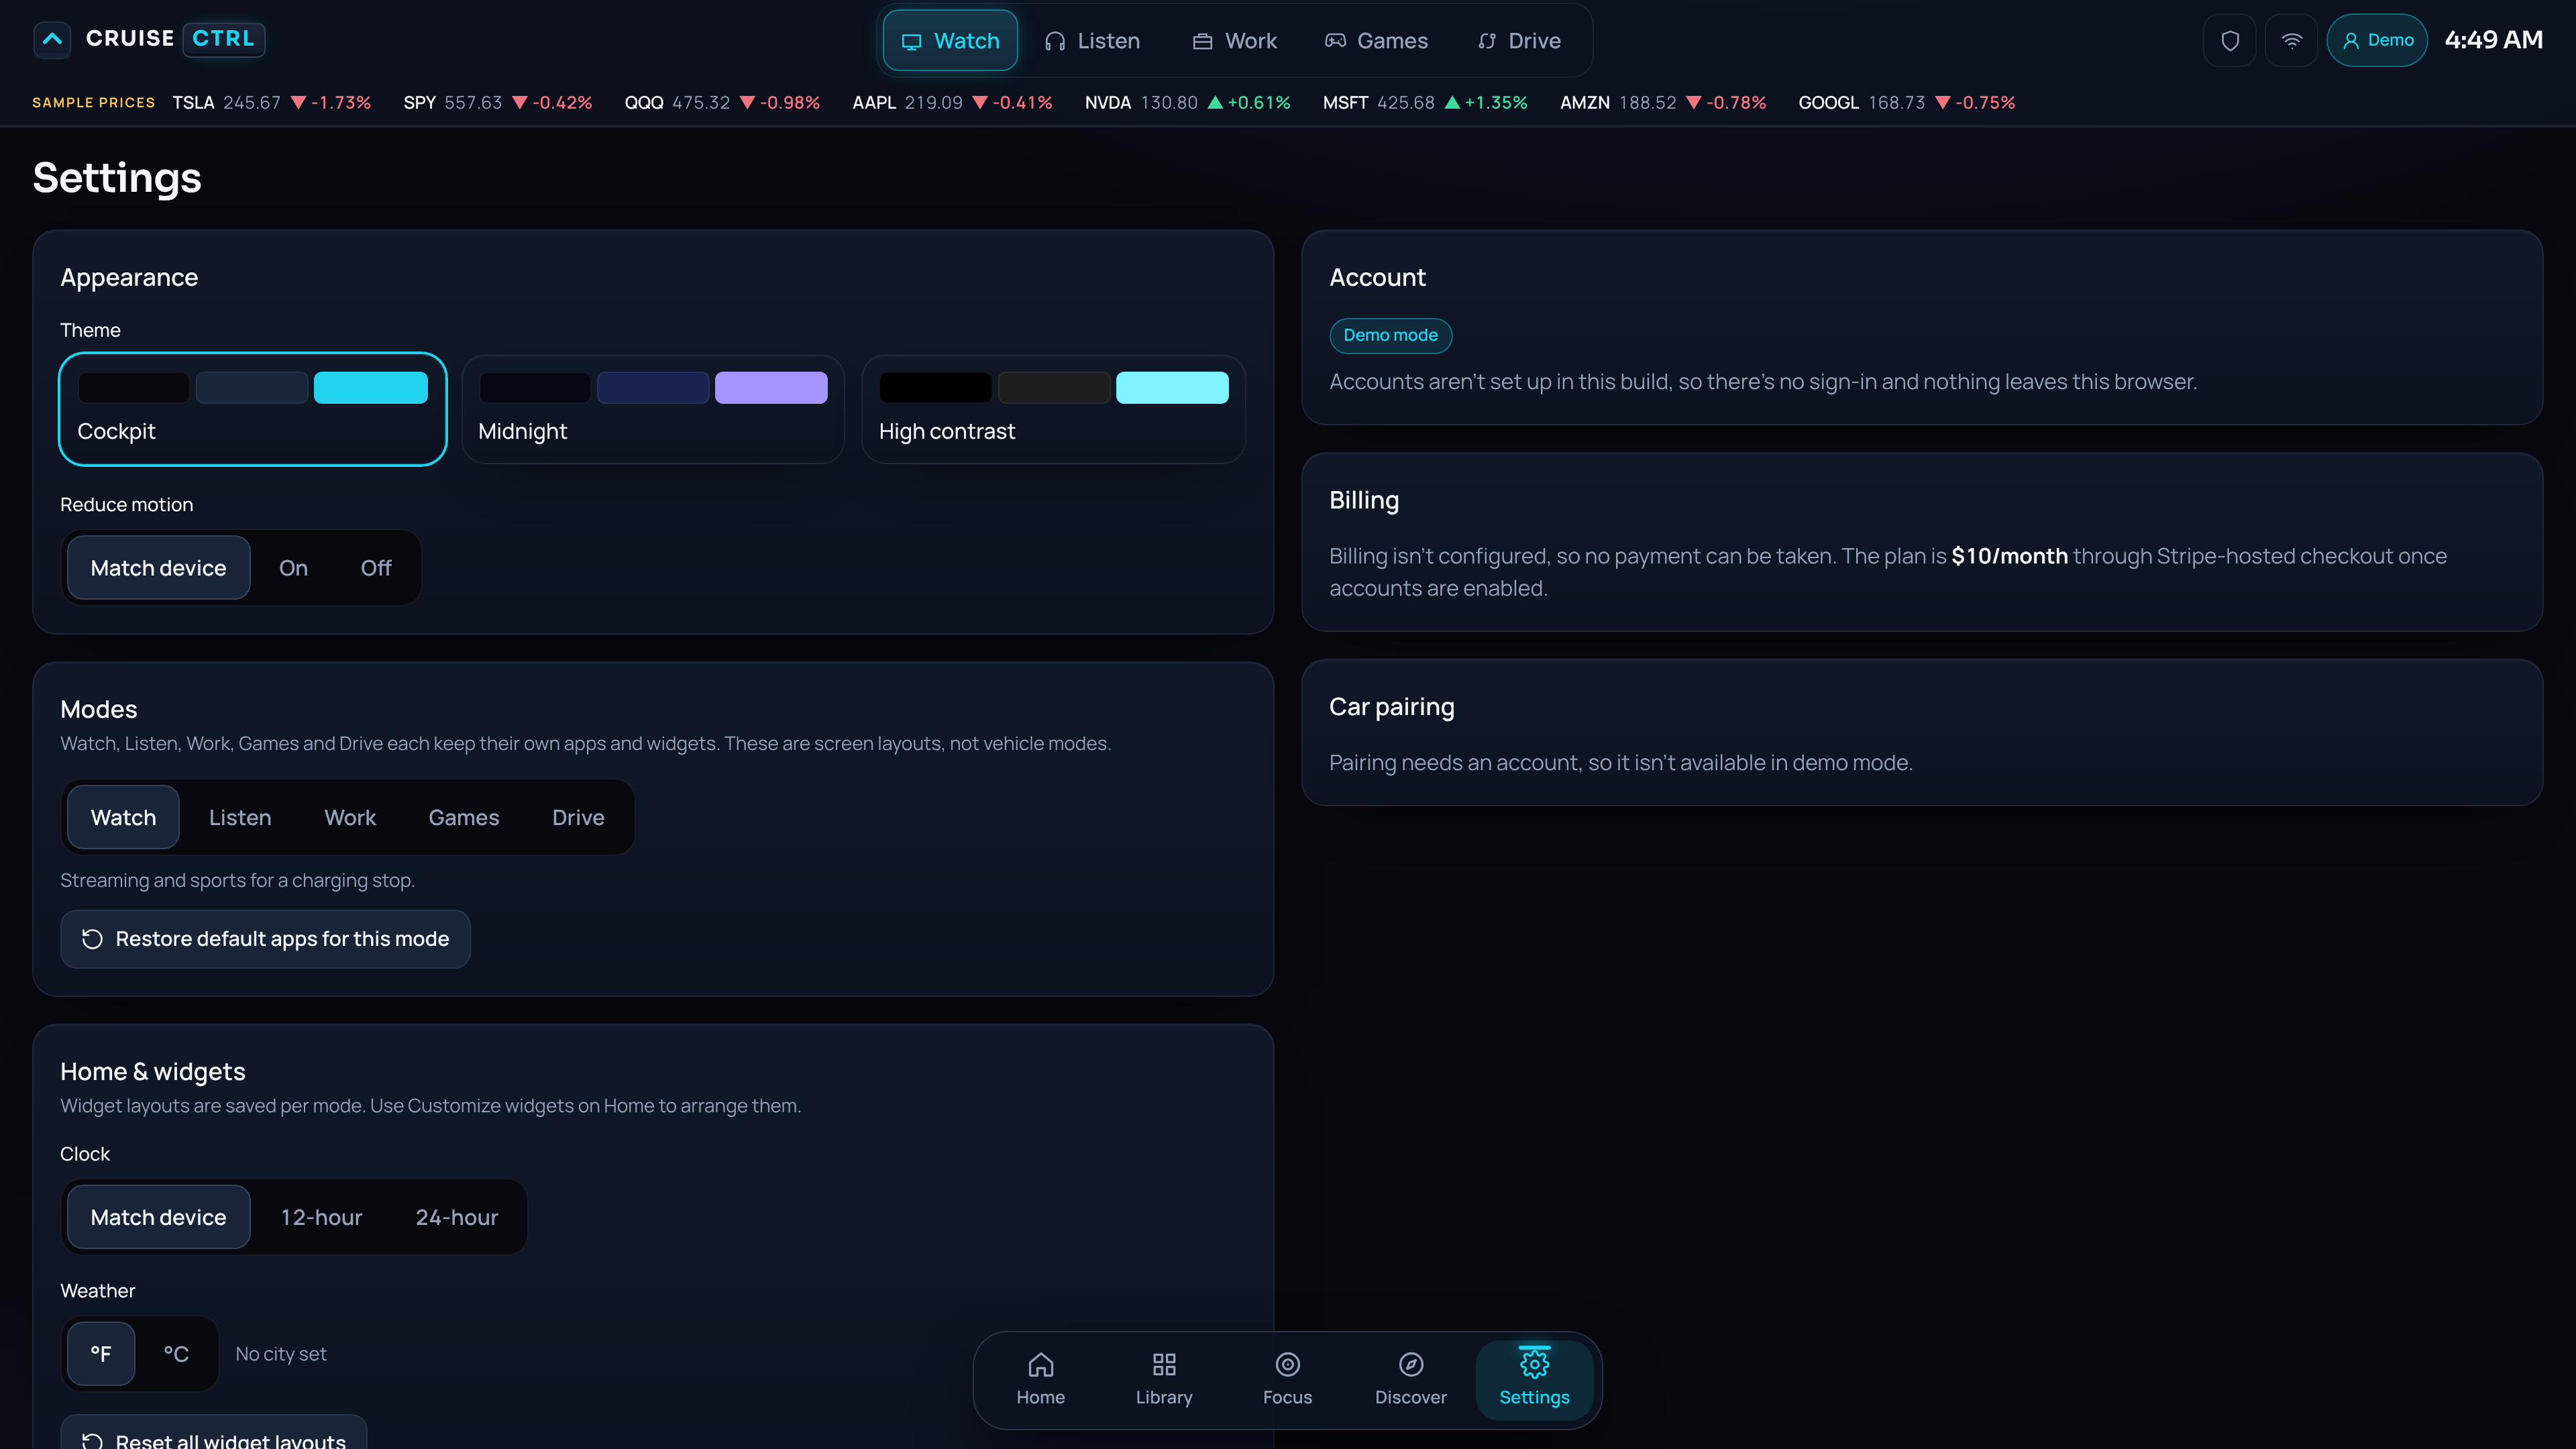 CRUISE CTRL
Watch Listen Work Games Drive
Demo 4:49 AM
SAMPLE PRICES TSLA 245.67 ▼ -1.73% SPY 557.63 ▼ -0.42% QQQ 475.32 ▼ -0.98% AAPL 219.09 ▼ -0.41% NVDA 130.80 ▲ +0.61% MSFT 425.68 ▲ +1.35% AMZN 188.52 ▼ -0.78% GOOGL 168.73 ▼ -0.75%
Settings
Appearance
Theme
Cockpit Midnight High contrast
Reduce motion
Match device On Off
Modes
Watch, Listen, Work, Games and Drive each keep their own apps and widgets. These are screen layouts, not vehicle modes.
Watch Listen Work Games Drive
Streaming and sports for a charging stop.
Restore default apps for this mode
Home & widgets
Widget layouts are saved per mode. Use Customize widgets on Home to arrange them.
Clock
Match device 12-hour 24-hour
Weather
°F °C No city set
Reset all widget layouts
Account
Demo mode
Accounts aren't set up in this build, so there's no sign-in and nothing leaves this browser.
Billing
Billing isn't configured, so no payment can be taken. The plan is $10/month through Stripe-hosted checkout once
accounts are enabled.
Car pairing
Pairing needs an account, so it isn't available in demo mode.
Home Library Focus Discover Settings